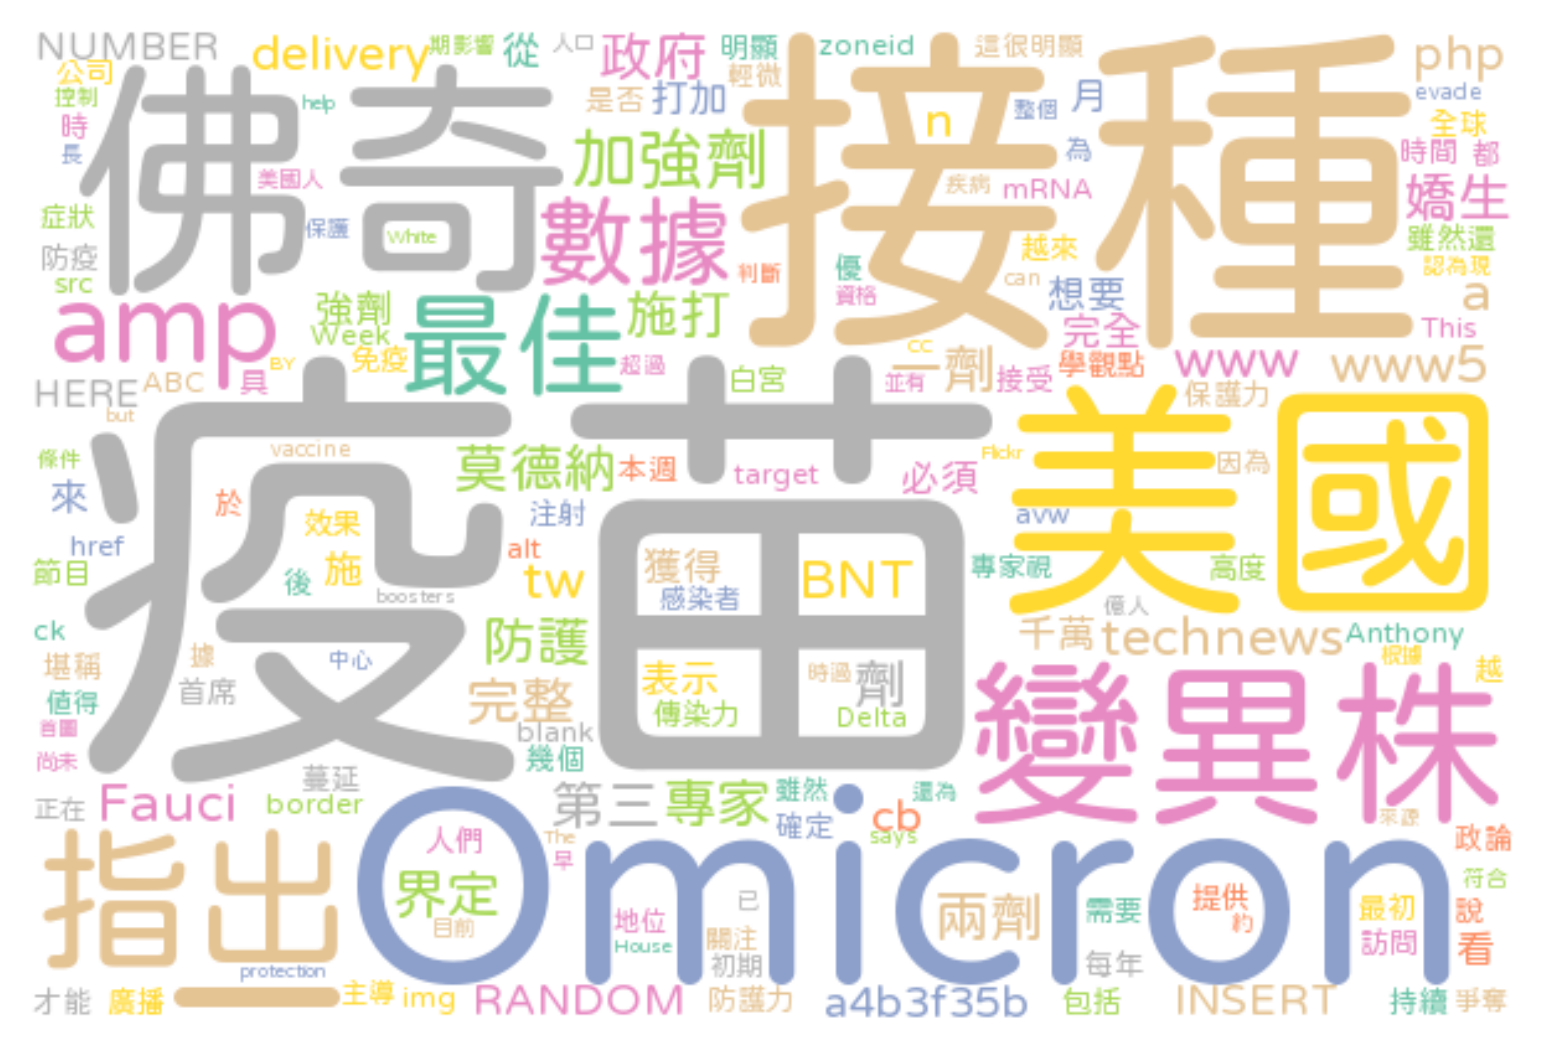 NUMBER
delivery
期影響
從
人口
政府
明顯
zoneid
這很明顯
php
公司
控制
時
長
佛奇
help
美國人
保護
White
是否
打加
輕微
接種
n
整個
月
為
evade
全球
時間
都
加強劑
疾病
mRNA
嬌生
症狀
防疫
src
數據
利斷
優
資格
越來
can
想要
雖然還
認為現
a
amp
強劑
Week
最佳
施打
完全
This
免疫
BY
超過
cc
一劑
接受
學觀點
www
www5
HERE
ABC
具
but
白宮
並有
保護力
疫苗
美國
條件
來
vaccine
莫德納
本週
target
必須
Flickr
因為
於
效果
注射
avw
href
節目
後
施
alt
tw
獲得
BNT
專家視
高度
boosters
感染者
億人
ck
堪稱
值得
據
中心
防護
千萬
technews
Anthony
根據
越
首圖
首席
完整
表示
時過
劑
傳染力
Delta
變異株
尚未
蔓延
blank
幾個
正在
Fauci
border
第三
專家
雖然
確定
cb
says
還為
來源
政論
指出
Omicron
人們
The
早
界定
目前
已
地位
House
關注
初期
兩劑
需要
每年
提供
約
最初
訪問
符合
說
看
protection
才能
廣播
一
主導
img
RANDOM
防護力
a4b3f35b
包括
INSERT
持續
爭奪